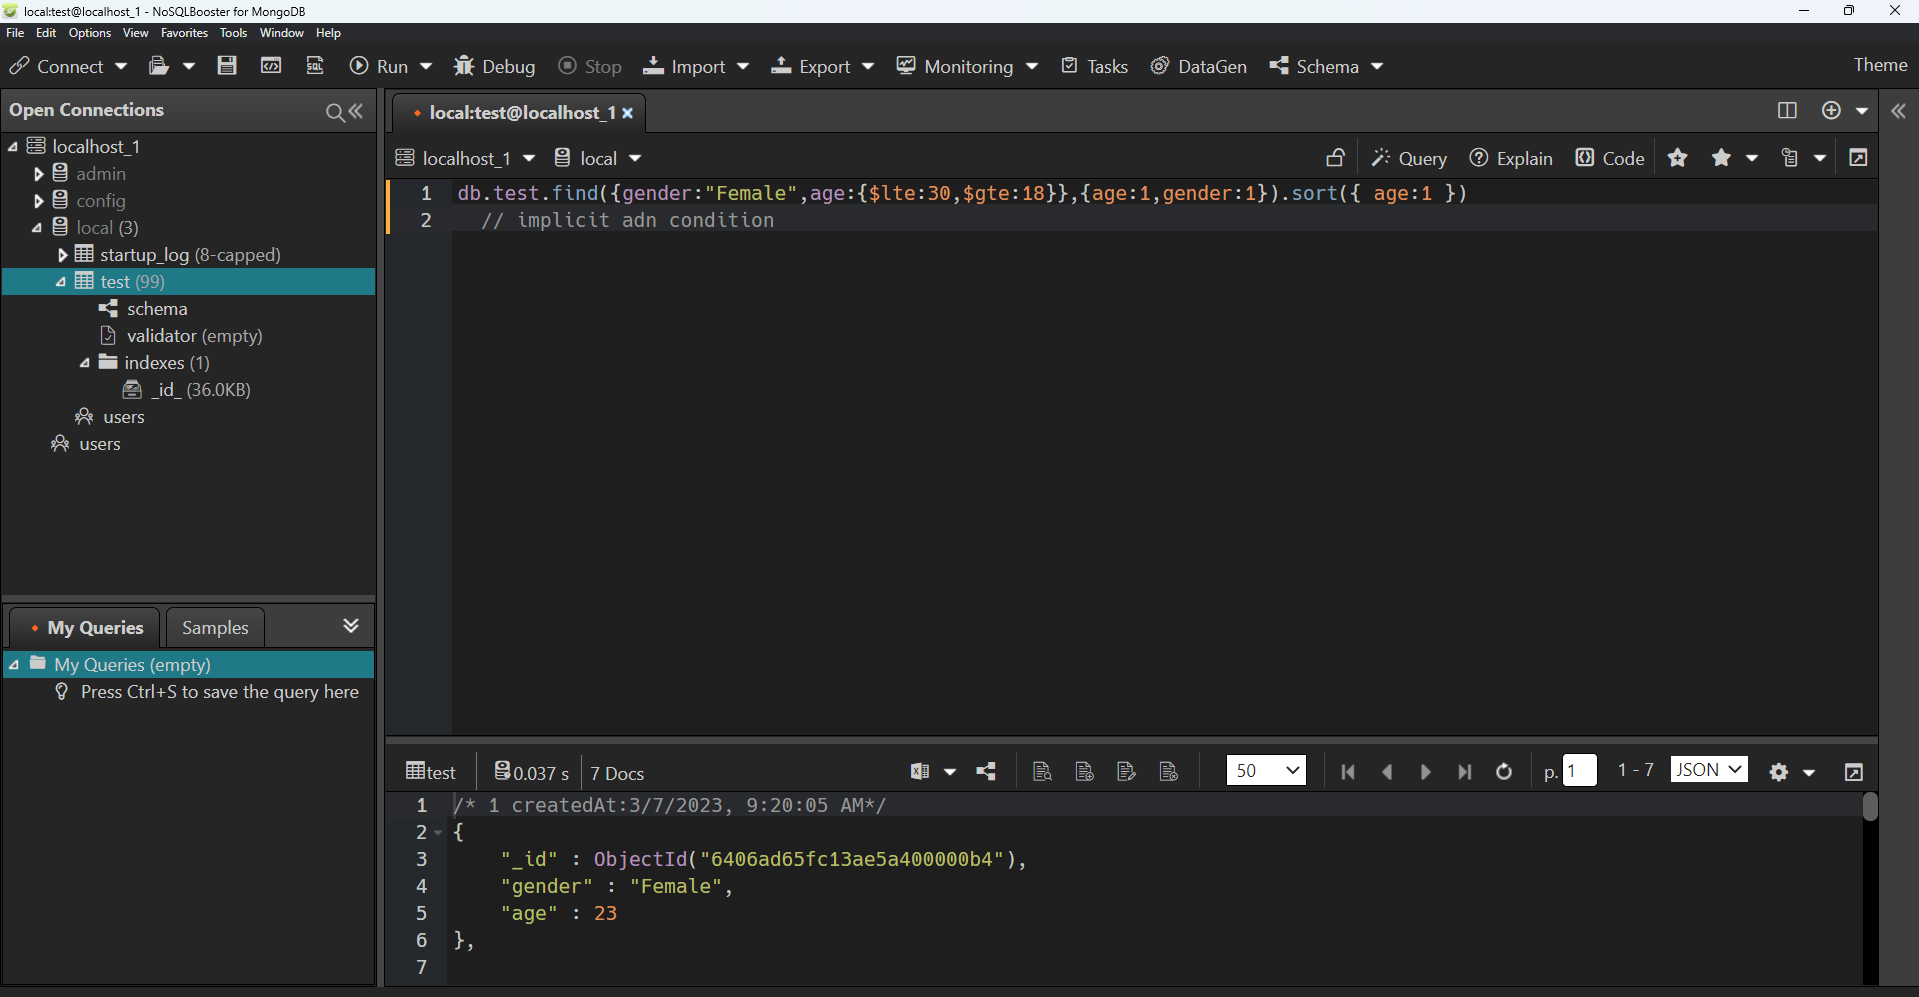 local:test@localhost_1 - NoSQLBooster for MongoDB
File Edit Options View Favorites Tools Window Help
Connect Run Debug Stop Import Export Monitoring Tasks DataGen Schema Theme
SQL
Open Connections
localhost_1
admin
config
local (3)
startup_log (8-capped)
test (99)
schema
validator (empty)
indexes (1)
_id_ (36.0KB)
users
users
My Queries Samples
My Queries (empty)
Press Ctrl+S to save the query here
local:test@localhost_1
localhost_1 local Query Explain Code
1 db.test.find({gender:"Female",age:{$lte:30,$gte:18}},{age:1,gender:1}).sort({ age:1 })
2 // implicit adn condition
test 0.037 s 7 Docs 50 p. 1 1 - 7 JSON
1 /* 1 createdAt:3/7/2023, 9:20:05 AM*/
2 {
3 "_id" : ObjectId("6406ad65fc13ae5a400000b4"),
4 "gender" : "Female",
5 "age" : 23
6 },
7